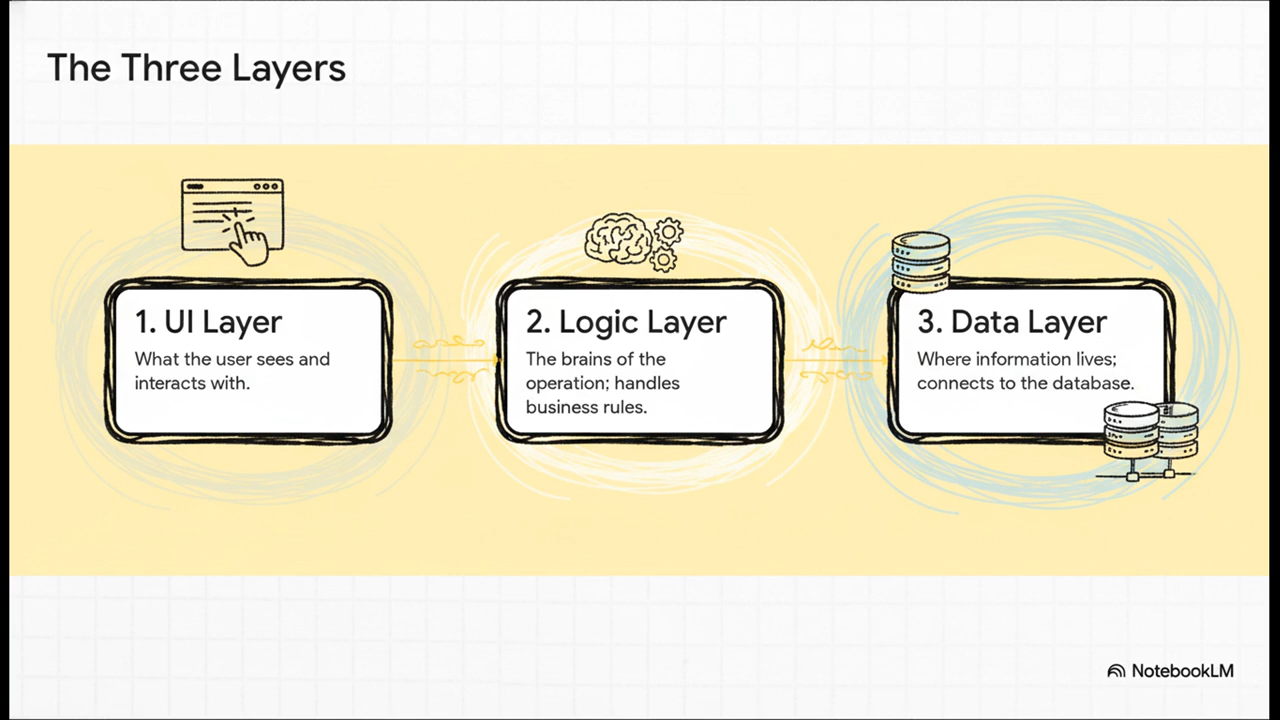 The Three Layers
1. UI Layer
What the user sees and
interacts with.
2. Logic Layer
The brains of the
operation; handles
business rules.
3. Data Layer
Where information lives;
connects to the database.
NotebookLM